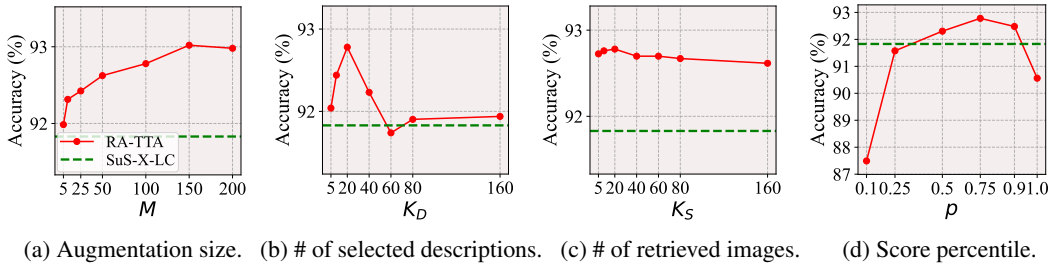 Accuracy (%)
93
92
5 25 50 100 150 200
M
RA-TTA
SuS-X-LC
(a) Augmentation size.
Accuracy (%)
93
92
5 20 40 60 80 160
K_D
(b) # of selected descriptions.
Accuracy (%)
93
92
5 20 40 60 80 160
K_S
(c) # of retrieved images.
Accuracy (%)
93
92
91
90
89
88
87
0.1 0.25 0.5 0.75 0.91.0
p
(d) Score percentile.